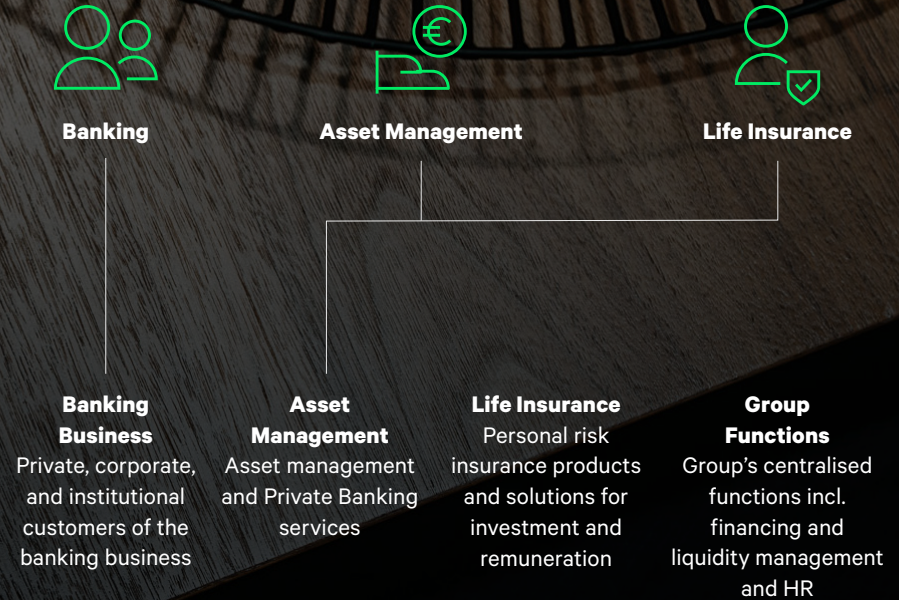 €
Banking
Asset Management
Life Insurance
Banking
Business
Private, corporate,
and institutional
customers of the
banking business
Asset
Management
Asset management
and Private Banking
services
Life Insurance
Personal risk
insurance products
and solutions for
investment and
remuneration
Group
Functions
Group’s centralised
functions incl.
financing and
liquidity management
and HR